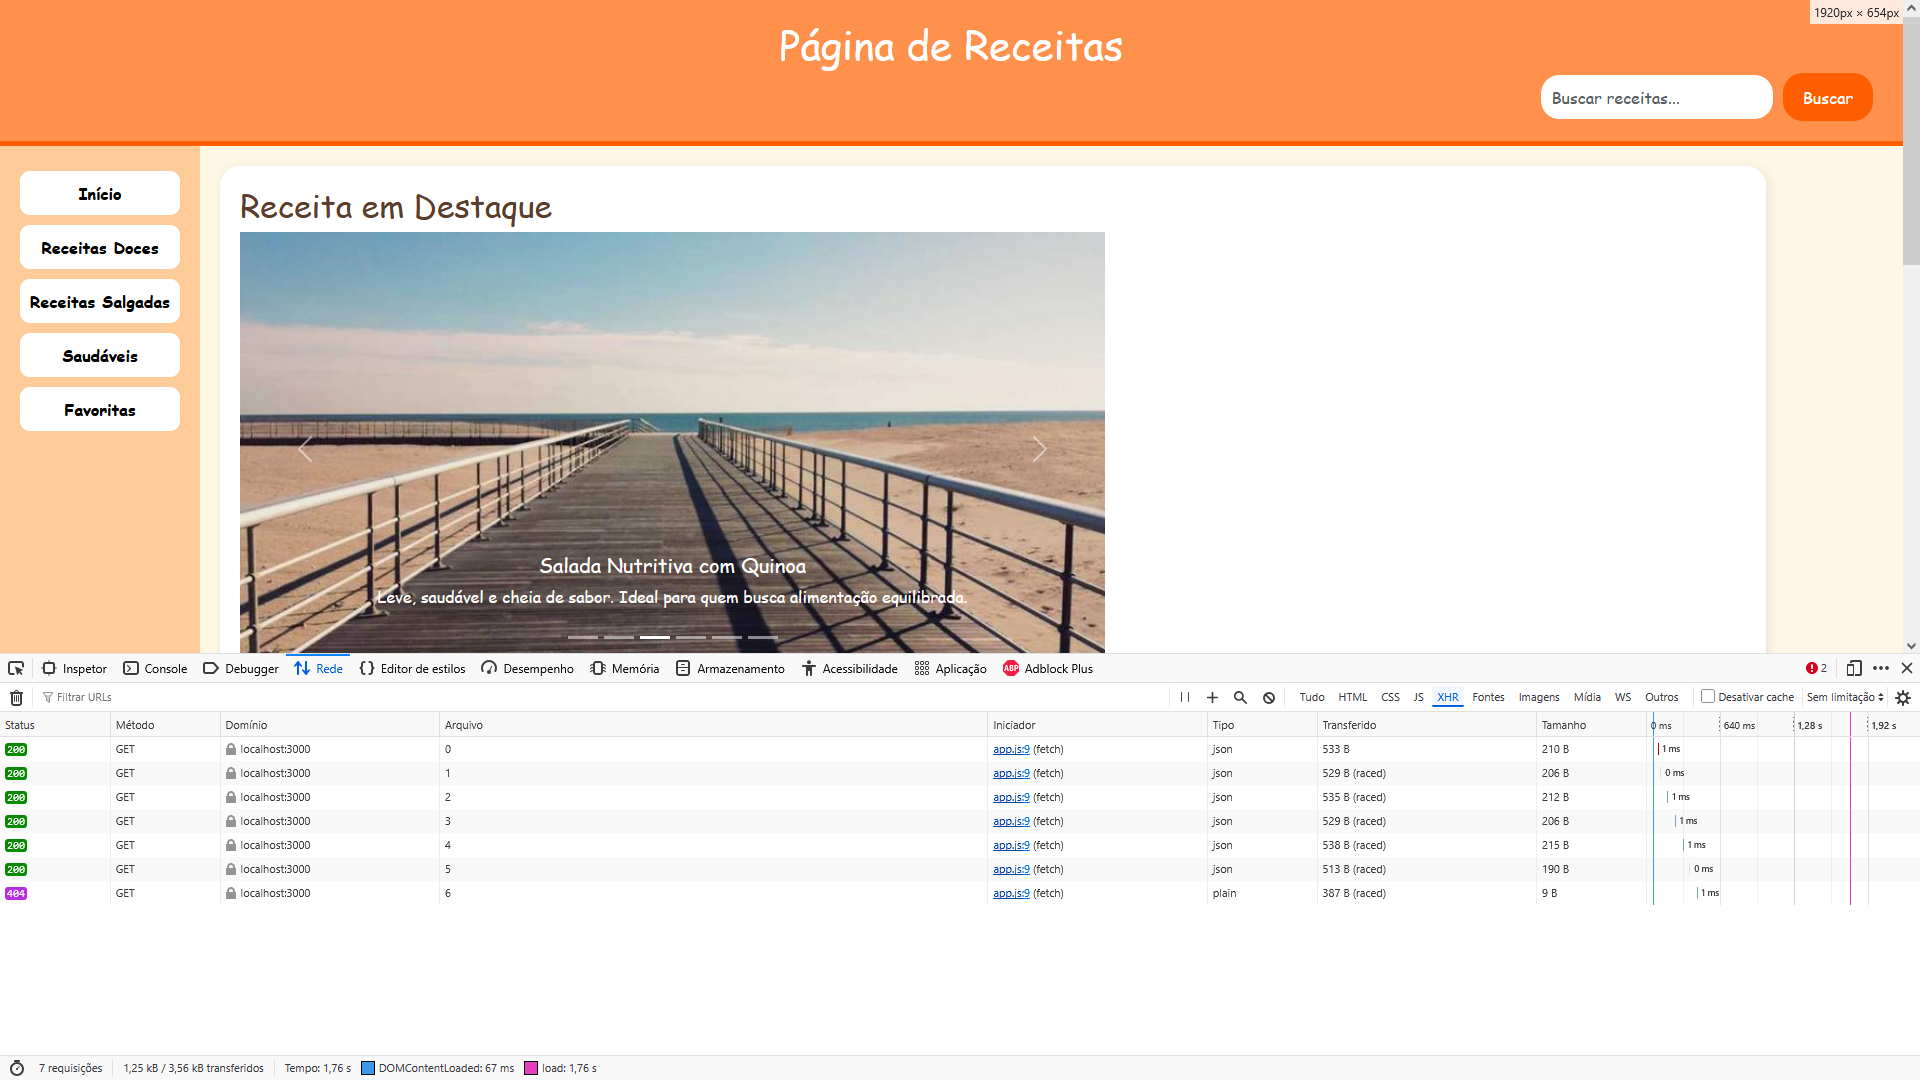 1920px × 654px
Página de Receitas
Buscar receitas...
Buscar
Início
Receitas Doces
Receitas Salgadas
Saudáveis
Favoritas
Receita em Destaque
Salada Nutritiva com Quinoa
Leve, saudável e cheia de sabor. Ideal para quem busca alimentação equilibrada.
Inspetor Console Debugger Rede Editor de estilos Desempenho Memória Armazenamento Acessibilidade Aplicação ABP Adblock Plus 2
Filtrar URLs Tudo HTML CSS JS XHR Fontes Imagens Mídia WS Outros Desativar cache Sem limitação
Status Método Domínio Arquivo Iniciador Tipo Transferido Tamanho 0 ms 640 ms 1,28 s 1,92 s
200 GET localhost:3000 0 app.js:9 (fetch) json 533 B 210 B 1 ms
200 GET localhost:3000 1 app.js:9 (fetch) json 529 B (raced) 206 B 0 ms
200 GET localhost:3000 2 app.js:9 (fetch) json 535 B (raced) 212 B 1 ms
200 GET localhost:3000 3 app.js:9 (fetch) json 529 B (raced) 206 B 1 ms
200 GET localhost:3000 4 app.js:9 (fetch) json 538 B (raced) 215 B 1 ms
200 GET localhost:3000 5 app.js:9 (fetch) json 513 B (raced) 190 B 0 ms
404 GET localhost:3000 6 app.js:9 (fetch) plain 387 B (raced) 9 B 1 ms
7 requisições 1,25 kB / 3,56 kB transferidos Tempo: 1,76 s DOMContentLoaded: 67 ms load: 1,76 s